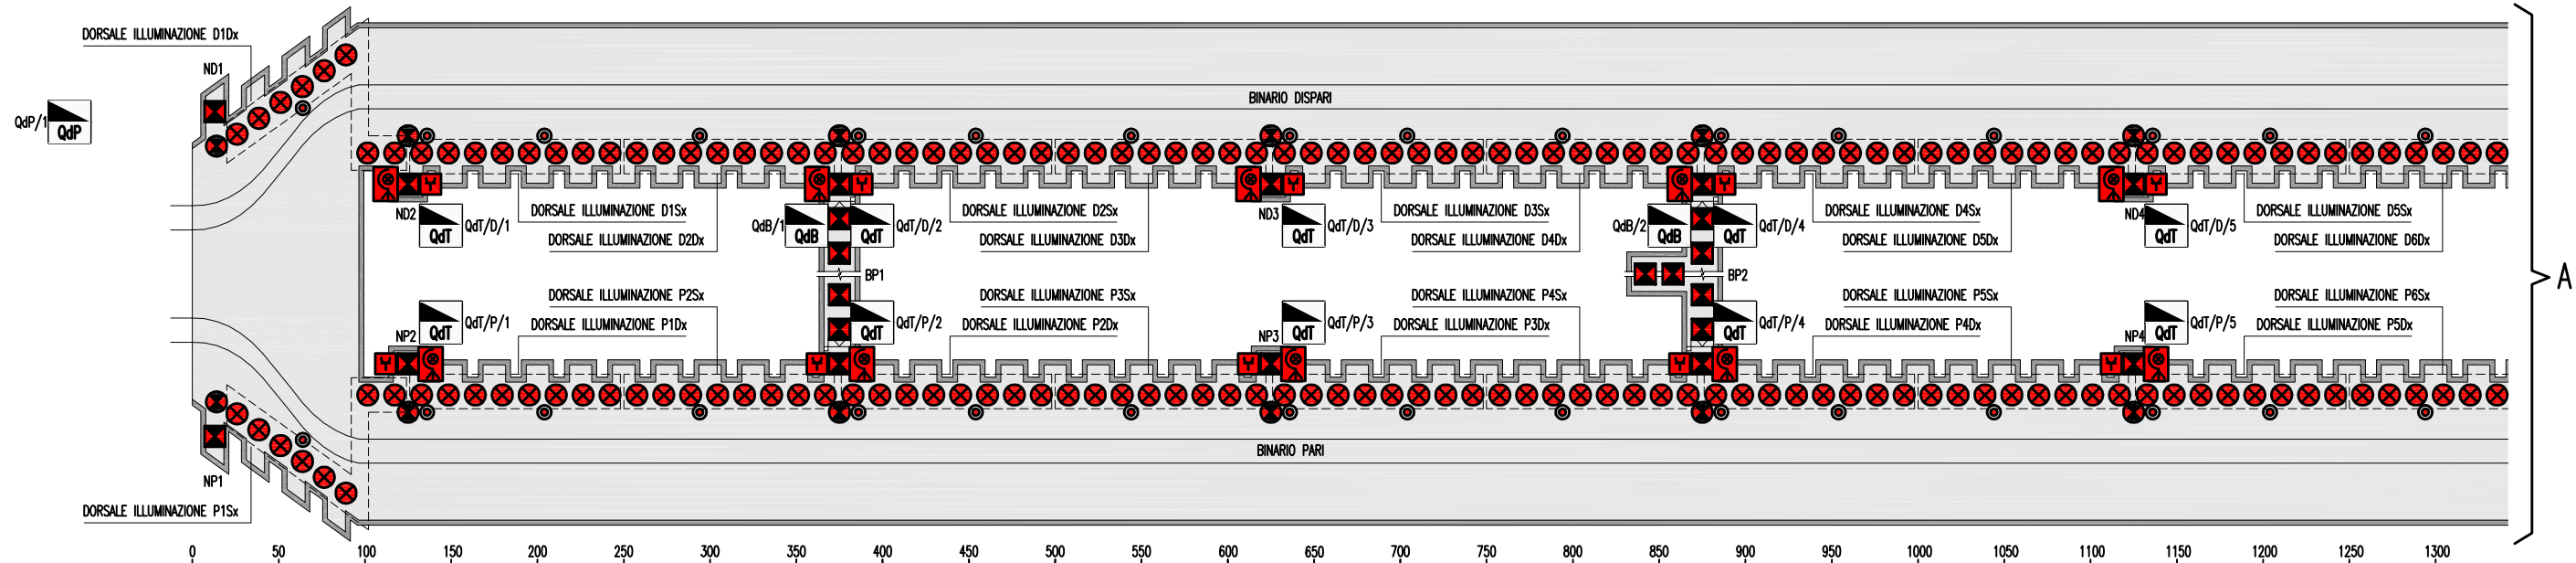 DORSALE ILLUMINAZIONE D1Dx
ND1
QdP/1
QdP
BINARIO DISPARI
ND2
QdT
QdT/D/1
DORSALE ILLUMINAZIONE D1Sx
DORSALE ILLUMINAZIONE D2Dx
QdB/1
QdB
QdT
QdT/D/2
DORSALE ILLUMINAZIONE D2Sx
DORSALE ILLUMINAZIONE D3Dx
ND3
QdT
QdT/D/3
DORSALE ILLUMINAZIONE D3Sx
DORSALE ILLUMINAZIONE D4Dx
QdB/2
QdB
QdT
QdT/D/4
DORSALE ILLUMINAZIONE D4Sx
DORSALE ILLUMINAZIONE D5Dx
ND4
QdT
QdT/D/5
DORSALE ILLUMINAZIONE D5Sx
DORSALE ILLUMINAZIONE D6Dx
BP1
BP2
A
NP2
QdT
QdT/P/1
DORSALE ILLUMINAZIONE P2Sx
DORSALE ILLUMINAZIONE P1Dx
QdT
QdT/P/2
DORSALE ILLUMINAZIONE P3Sx
DORSALE ILLUMINAZIONE P2Dx
NP3
QdT
QdT/P/3
DORSALE ILLUMINAZIONE P4Sx
DORSALE ILLUMINAZIONE P3Dx
QdT
QdT/P/4
DORSALE ILLUMINAZIONE P5Sx
DORSALE ILLUMINAZIONE P4Dx
NP4
QdT
QdT/P/5
DORSALE ILLUMINAZIONE P6Sx
DORSALE ILLUMINAZIONE P5Dx
BINARIO PARI
NP1
DORSALE ILLUMINAZIONE P1Sx
0 50 100 150 200 250 300 350 400 450 500 550 600 650 700 750 800 850 900 950 1000 1050 1100 1150 1200 1250 1300